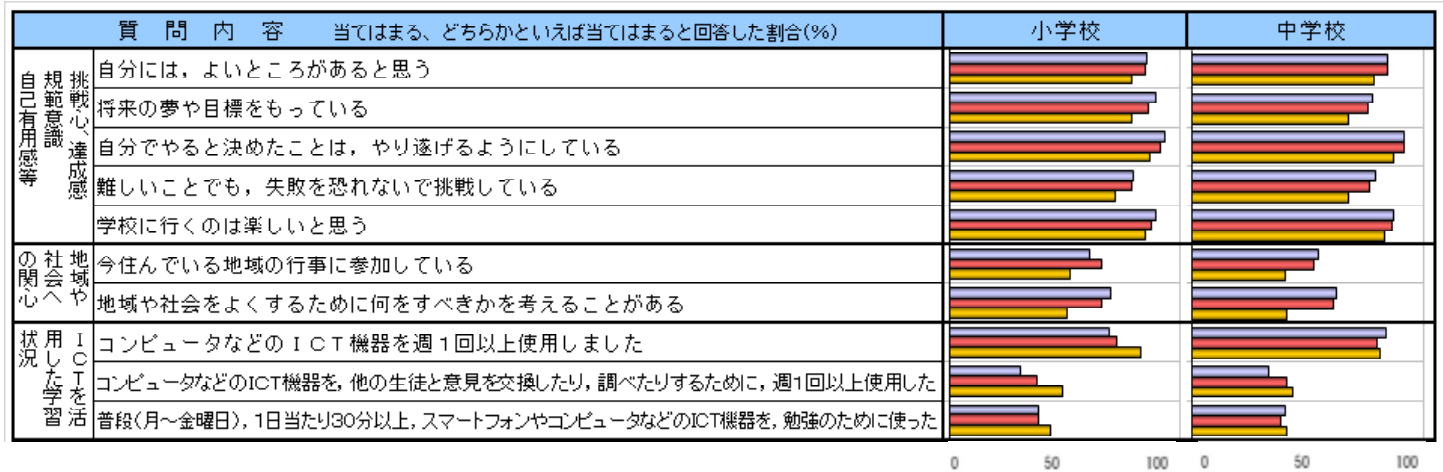 質 問 内 容 当てはまる、どちらかといえば当てはまると回答した割合(%) 小学校 中学校
挑戦心、達成感
規範意識
自己有用感等
自分には，よいところがあると思う
将来の夢や目標をもっている
自分でやると決めたことは，やり遂げるようにしている
難しいことでも，失敗を恐れないで挑戦している
学校に行くのは楽しいと思う
地域や
社会へ
の関心
今住んでいる地域の行事に参加している
地域や社会をよくするために何をすべきかを考えることがある
ＩＣＴを活
用した学習
状況
コンピュータなどのＩＣＴ機器を週１回以上使用しました
コンピュータなどのICT機器を，他の生徒と意見を交換したり，調べたりするために，週1回以上使用した
普段(月～金曜日)，1日当たり30分以上，スマートフォンやコンピュータなどのICT機器を，勉強のために使った
0 50 100 0 50 100